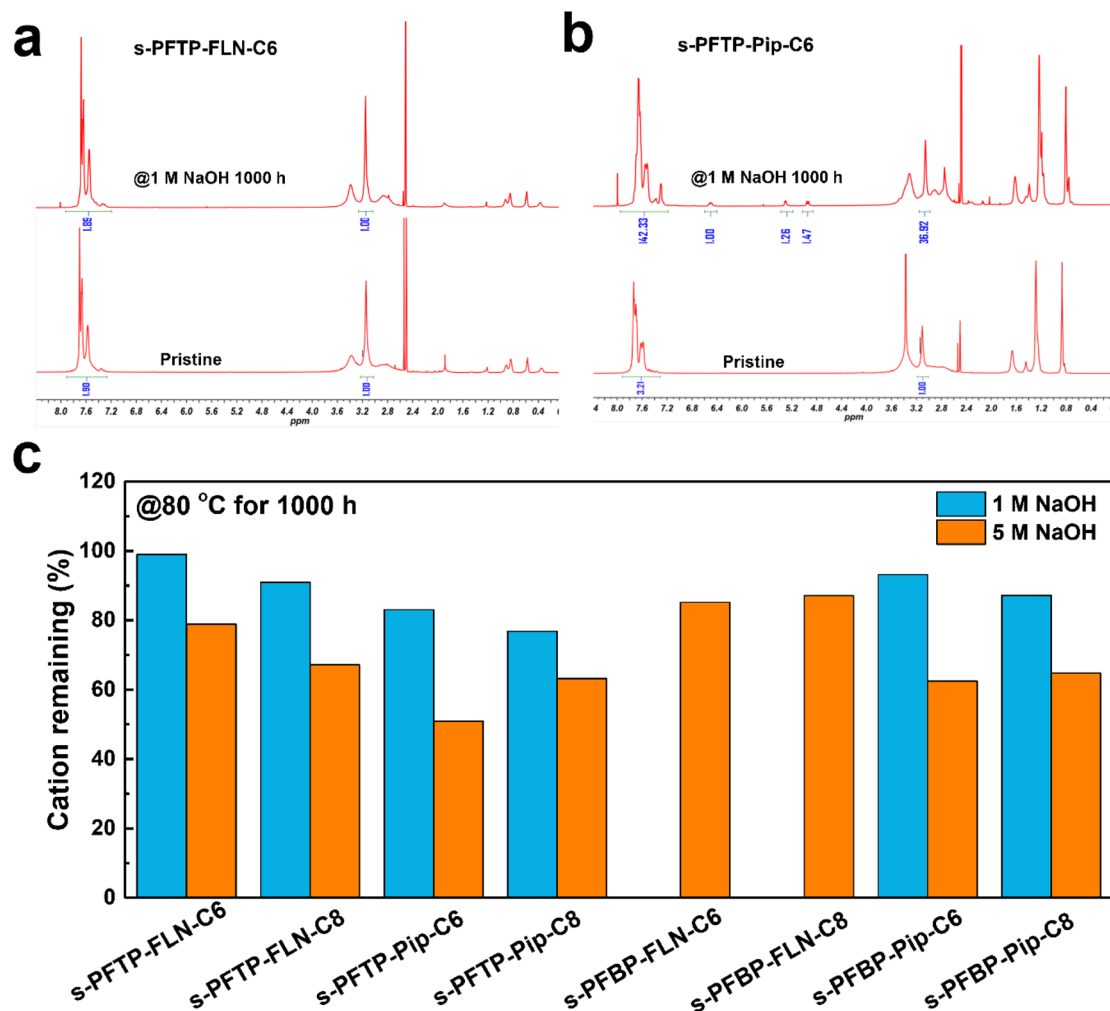 a
s-PFTP-FLN-C6
@1 M NaOH 1000 h
1.89
1.00
Pristine
1.90
1.00
8.0 7.6 7.2 6.8 6.4 6.0 5.6 5.2 4.8 4.4 4.0 3.6 3.2 2.8 2.4 2.0 1.6 1.2 0.8 0.4 0
ppm
b
s-PFTP-Pip-C6
@1 M NaOH 1000 h
142.33
1.00
1.26
1.47
36.92
Pristine
3.21
1.00
4 8.0 7.6 7.2 6.8 6.4 6.0 5.6 5.2 4.8 4.4 4.0 3.6 3.2 2.8 2.4 2.0 1.6 1.2 0.8
ppm
c
@80 °C for 1000 h
1 M NaOH
5 M NaOH
Cation remaining (%)
120
100
80
60
40
20
0
s-PFTP-FLN-C6
s-PFTP-FLN-C8
s-PFTP-Pip-C6
s-PFTP-Pip-C8
s-PFBP-FLN-C6
s-PFBP-FLN-C8
s-PFBP-Pip-C6
s-PFBP-Pip-C8